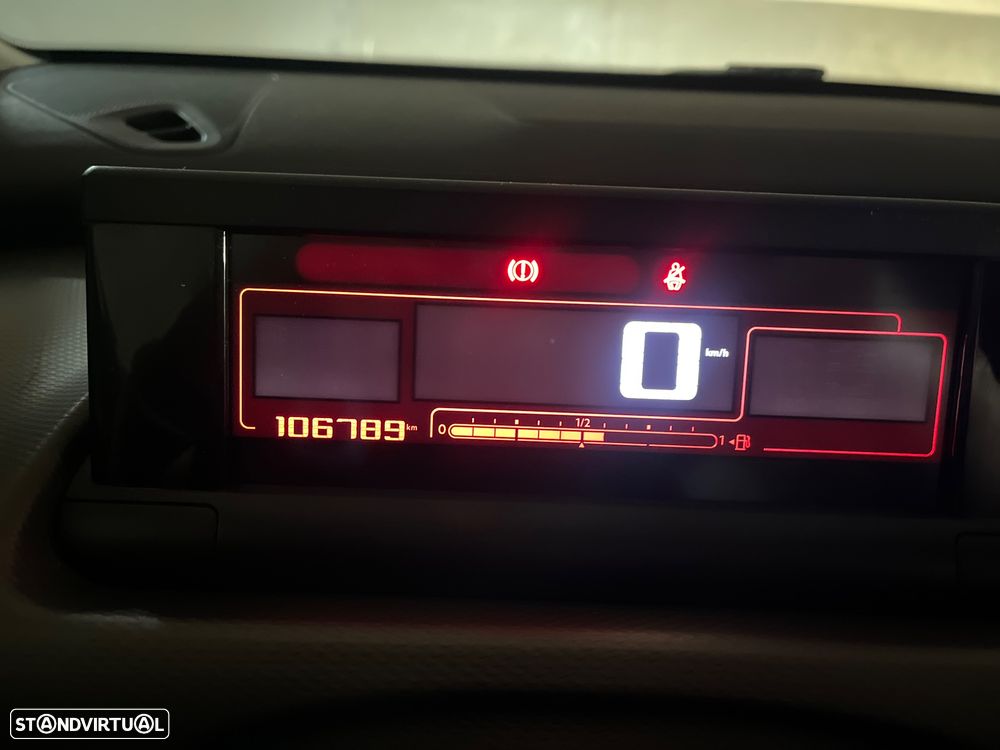 0 km/h
106789 km
0 1/2 1
STANDVIRTUAL